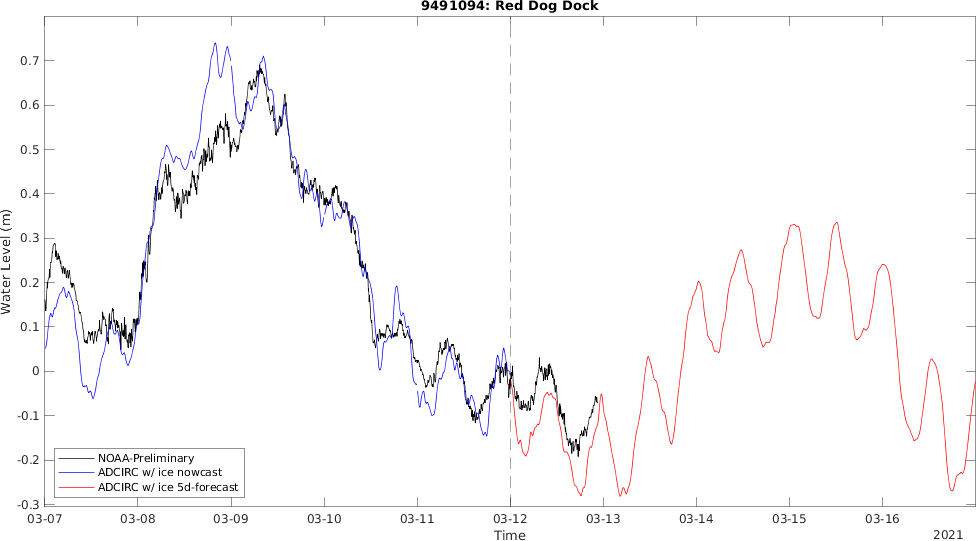 9491094: Red Dog Dock
Water Level (m)
0.7
0.6
0.5
0.4
0.3
0.2
0.1
0
-0.1
-0.2
-0.3
NOAA-Preliminary
ADCIRC w/ ice nowcast
ADCIRC w/ ice 5d-forecast
03-07 03-08 03-09 03-10 03-11 03-12 03-13 03-14 03-15 03-16
Time
2021